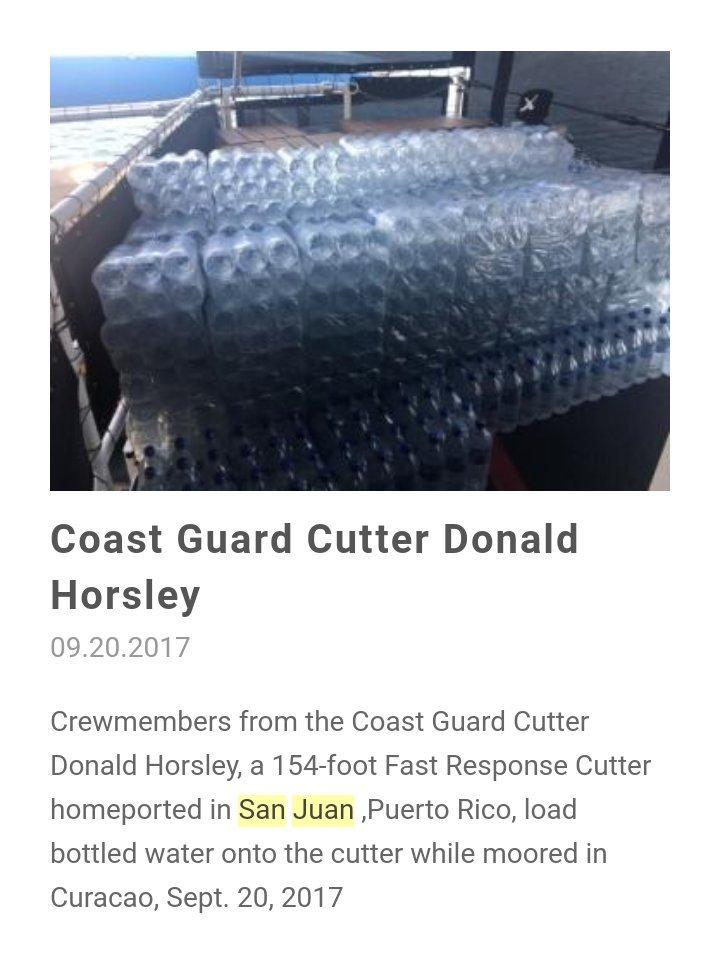 Coast Guard Cutter Donald
Horsley
09.20.2017
Crewmembers from the Coast Guard Cutter
Donald Horsley, a 154-foot Fast Response Cutter
homeported in San Juan ,Puerto Rico, load
bottled water onto the cutter while moored in
Curacao, Sept. 20, 2017